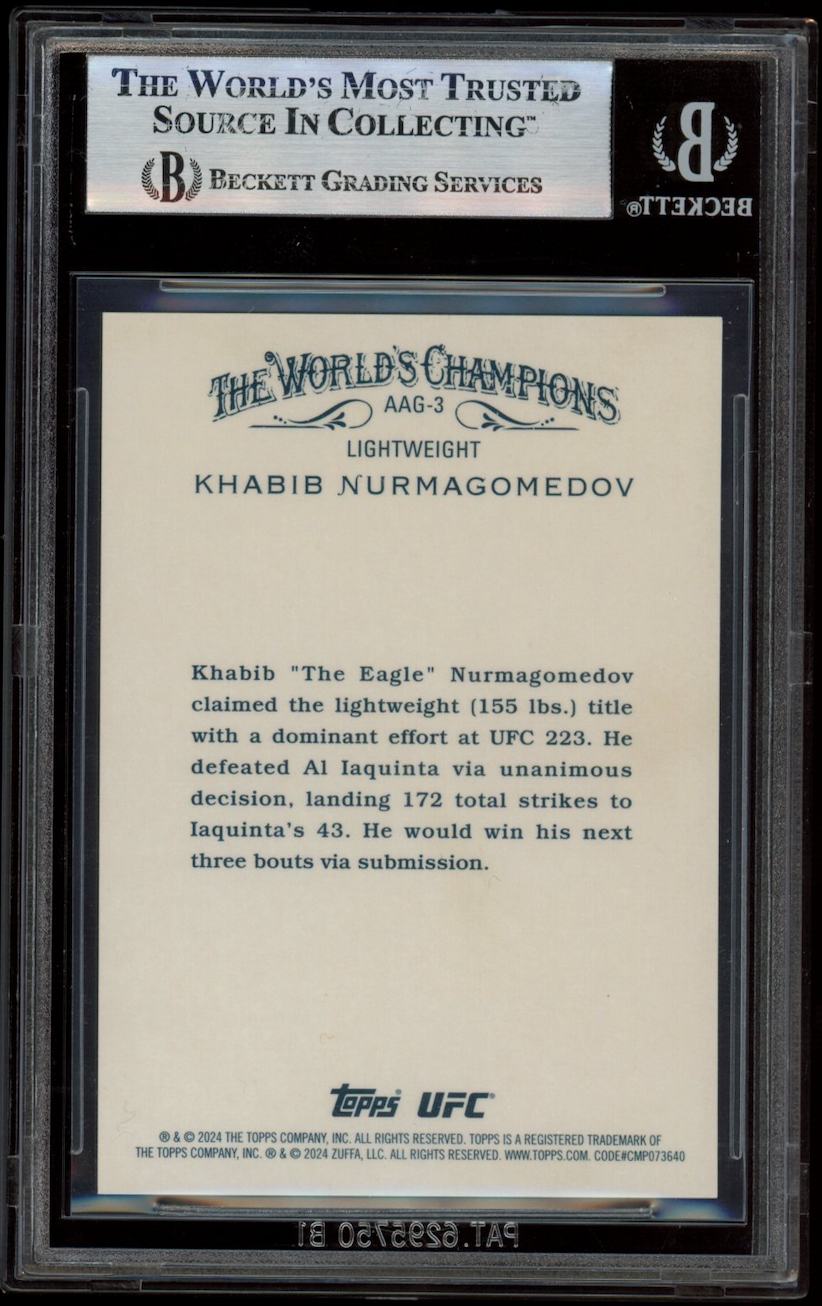 THE WORLD'S MOST TRUSTED
SOURCE IN COLLECTING™
B BECKETT GRADING SERVICES
B
BECKETT®
THE WORLD'S CHAMPIONS
AAG-3
LIGHTWEIGHT
KHABIB NURMAGOMEDOV
Khabib "The Eagle" Nurmagomedov
claimed the lightweight (155 lbs.) title
with a dominant effort at UFC 223. He
defeated Al Iaquinta via unanimous
decision, landing 172 total strikes to
Iaquinta's 43. He would win his next
three bouts via submission.
Topps® UFC®
® & © 2024 THE TOPPS COMPANY, INC. ALL RIGHTS RESERVED. TOPPS IS A REGISTERED TRADEMARK OF
THE TOPPS COMPANY, INC. ® & © 2024 ZUFFA, LLC. ALL RIGHTS RESERVED. WWW.TOPPS.COM. CODE#CMP073640
PAT.6295750 B1